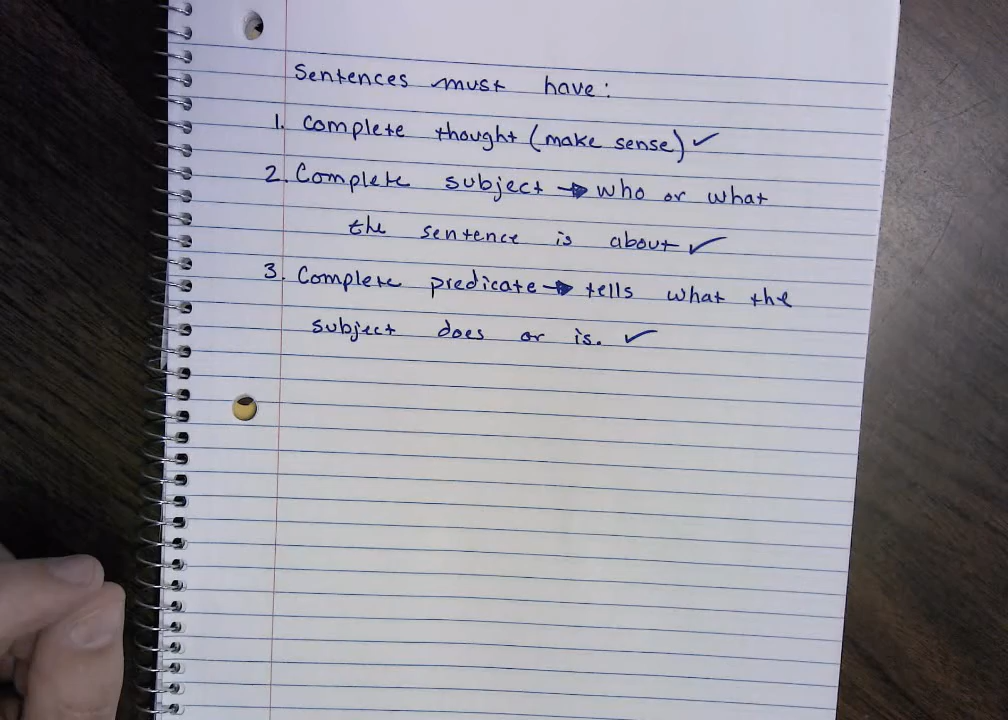 Sentences must have:
1. Complete thought (make sense) ✓
2. Complete subject → who or what
the sentence is about ✓
3. Complete predicate → tells what the
subject does or is. ✓